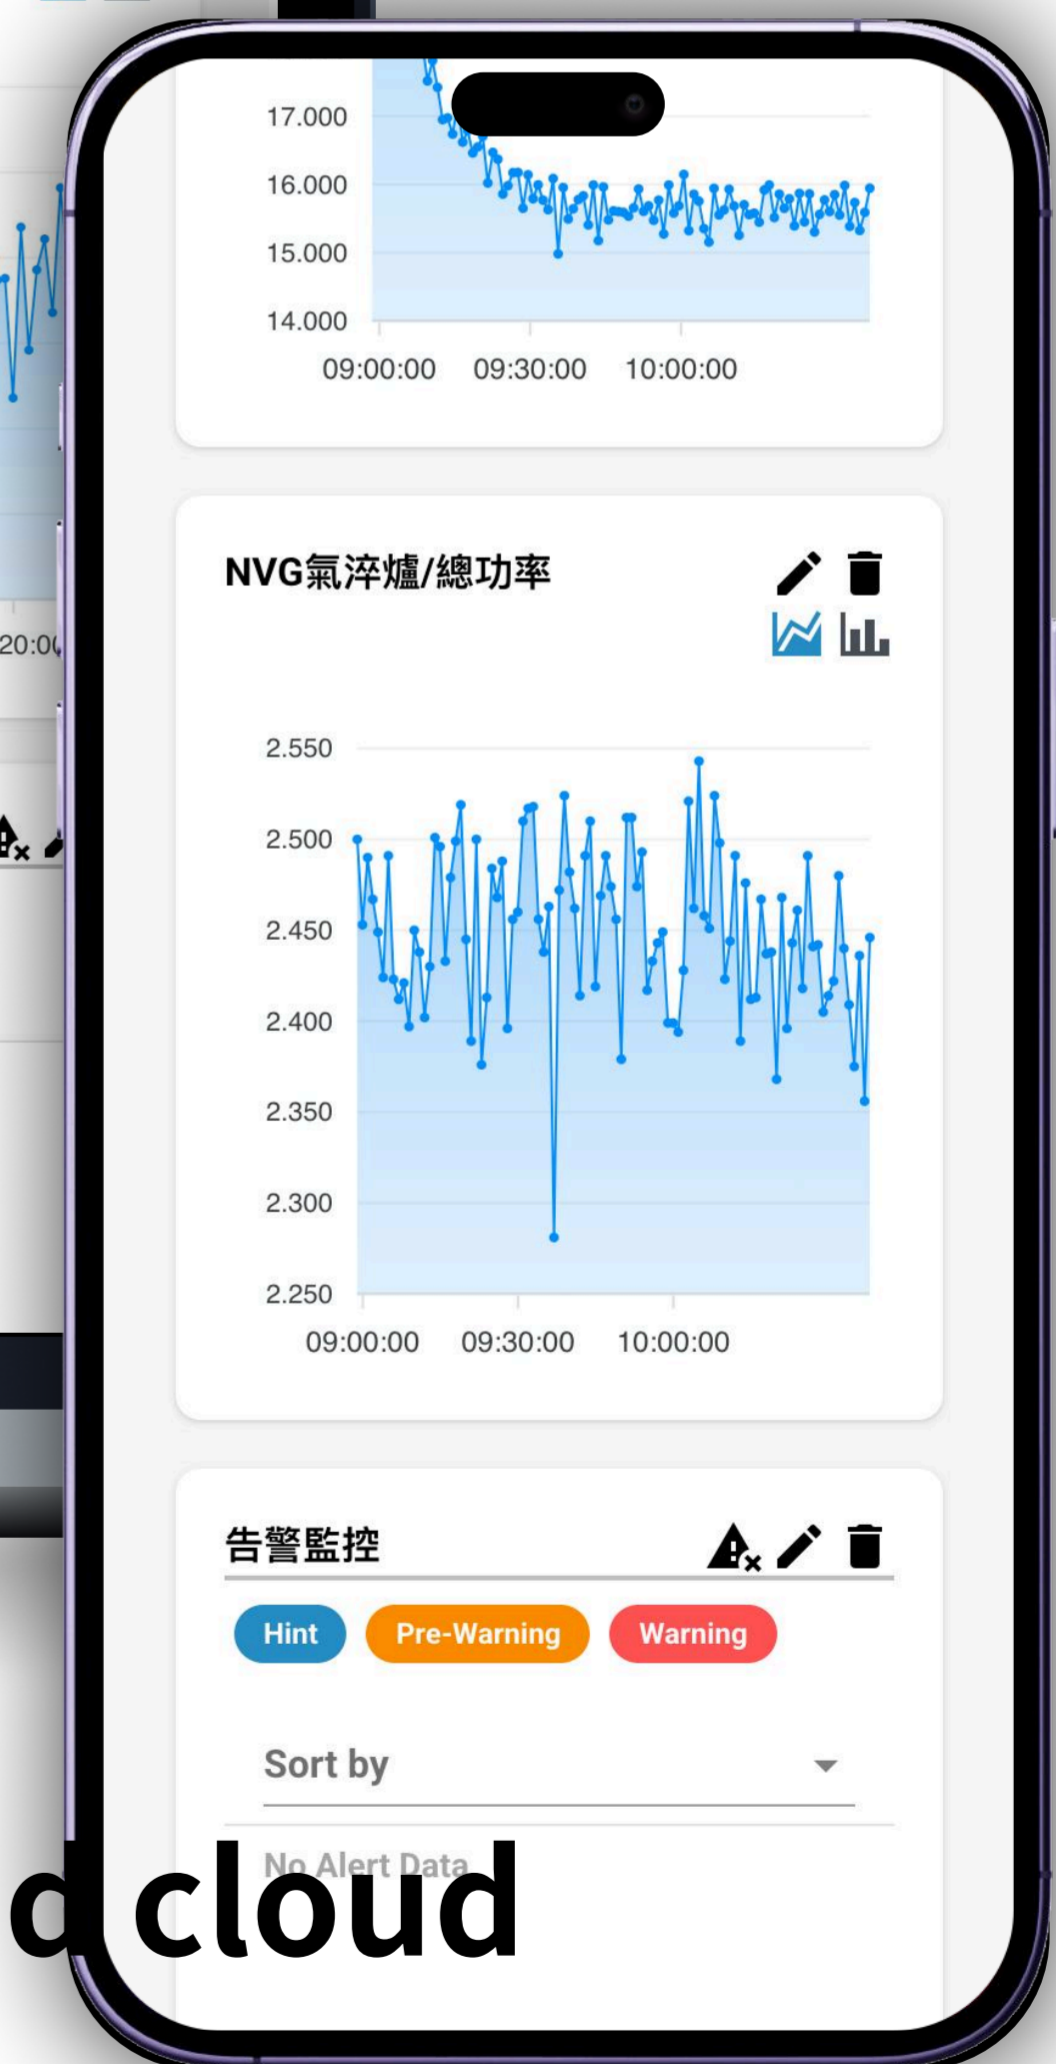 17.000
16.000
15.000
14.000
09:00:00 09:30:00 10:00:00
20:00
NVG氣淬爐/總功率
2.550
2.500
2.450
2.400
2.350
2.300
2.250
09:00:00 09:30:00 10:00:00
告警監控
Hint Pre-Warning Warning
Sort by
No Alert Data
d cloud